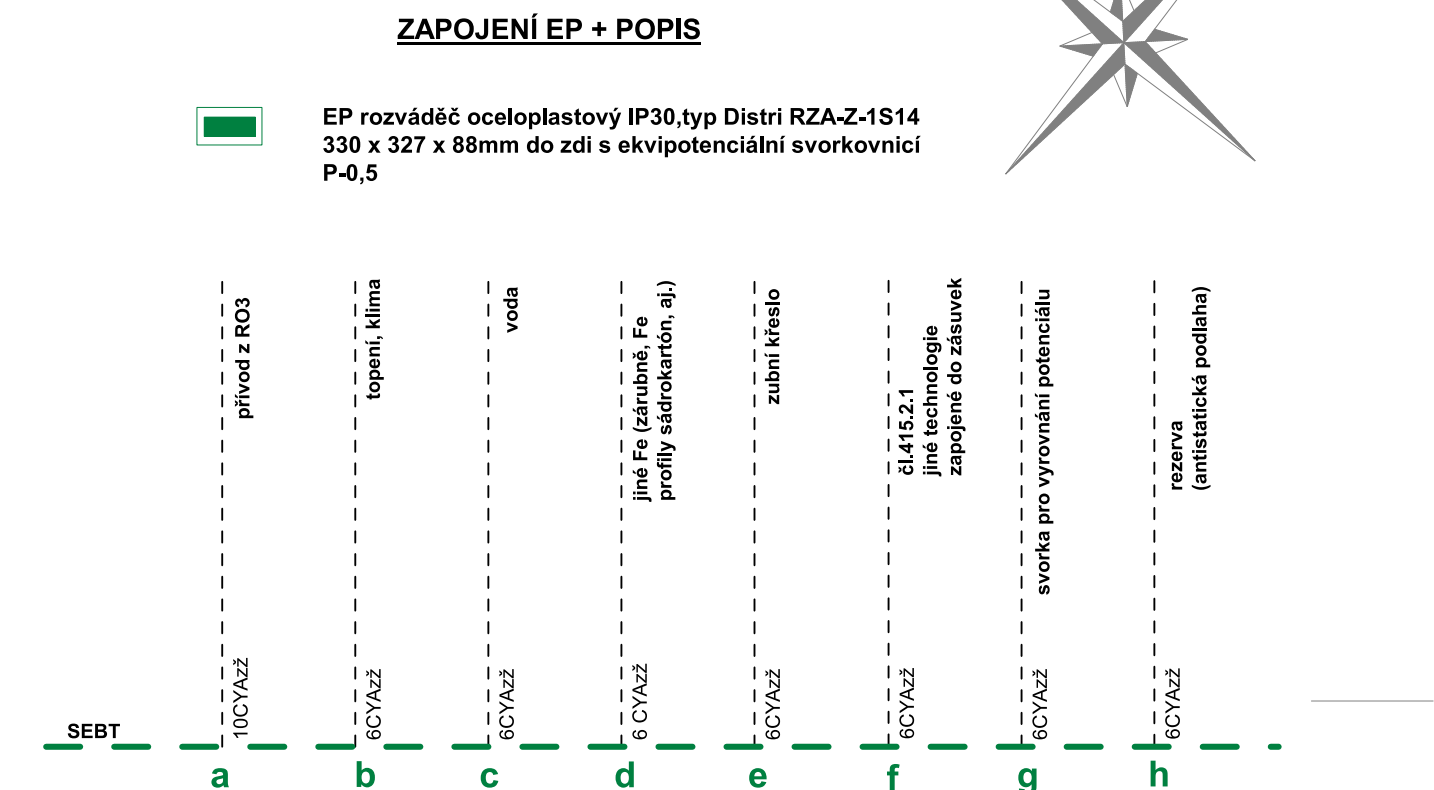 ZAPOJENÍ EP + POPIS
EP rozváděč oceloplastový IP30,typ Distri RZA-Z-1S14
330 x 327 x 88mm do zdi s ekvipotenciální svorkovnicí
P-0,5
přívod z RO3
topení, klima
voda
jiné Fe (zárubně, Fe
profily sádrokartón, aj.)
zubní křeslo
čl.415.2.1
jiné technologie
zapojené do zásuvek
svorka pro vyrovnání potenciálu
rezerva
(antistatická podlaha)
10CYAzž
6CYAzž
6CYAzž
6 CYAzž
6CYAzž
6CYAzž
6CYAzž
6CYAzž
SEBT
a
b
c
d
e
f
g
h